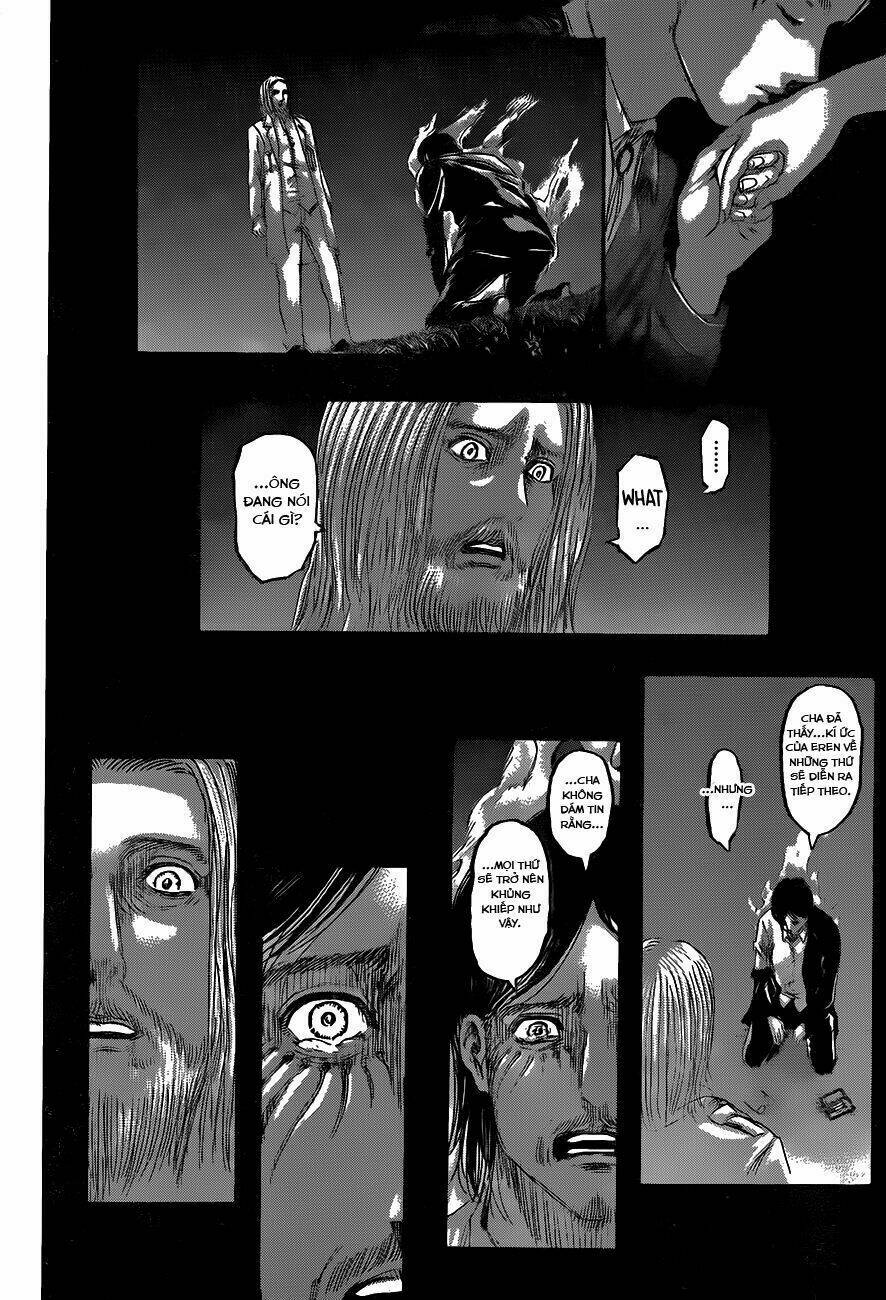 ........
WHAT
...
...ÔNG
ĐANG NÓI
CÁI GÌ?
CHA ĐÃ
THẤY...KÍ ỨC
CỦA EREN VỀ
NHỮNG THỨ
SẼ DIỄN RA
TIẾP THEO.
...NHƯNG
...
...CHA
KHÔNG
DÁM TIN
RẰNG...
...MỌI THỨ
SẼ TRỞ NÊN
KHỦNG
KHIẾP NHƯ
VẬY.